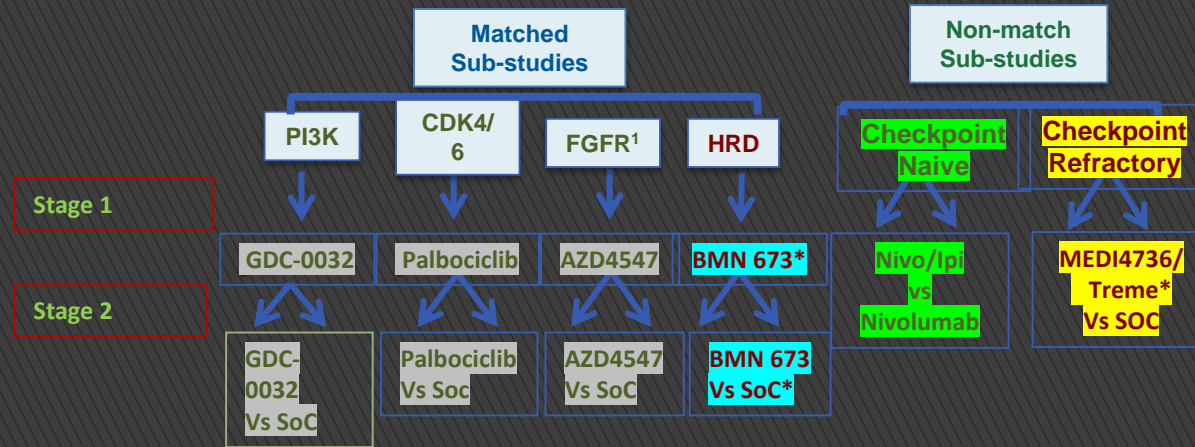 Matched
Sub-studies
Non-match
Sub-studies
PI3K
CDK4/
6
FGFR¹
HRD
Checkpoint
Naive
Checkpoint
Refractory
Stage 1
GDC-0032
Palbociclib
AZD4547
BMN 673*
Nivo/Ipi
vs
Nivolumab
MEDI4736/
Treme*
Vs SOC
Stage 2
GDC-
0032
Vs SoC
Palbociclib
Vs Soc
AZD4547
Vs SoC
BMN 673
Vs SoC*